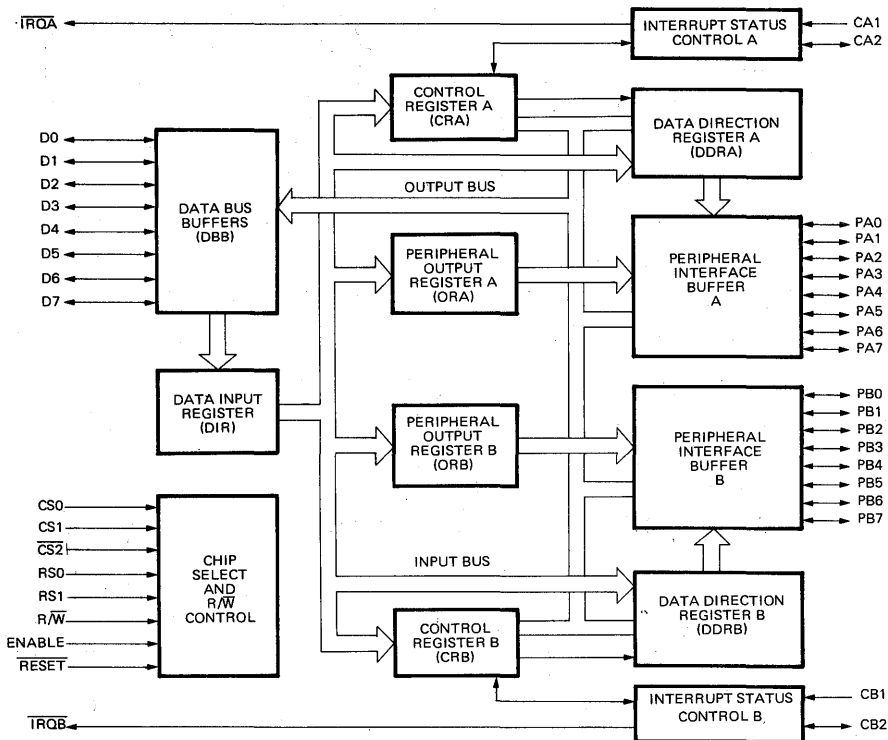 IRQA
INTERRUPT STATUS
CONTROL A
CA1
CA2
CONTROL
REGISTER A
(CRA)
DATA DIRECTION
REGISTER A
(DDRA)
D0
D1
D2
D3
D4
D5
D6
D7
DATA BUS
BUFFERS
(DBB)
OUTPUT BUS
PERIPHERAL
OUTPUT
REGISTER A
(ORA)
PERIPHERAL
INTERFACE
BUFFER
A
PA0
PA1
PA2
PA3
PA4
PA5
PA6
PA7
DATA INPUT
REGISTER
(DIR)
PERIPHERAL
OUTPUT
REGISTER B
(ORB)
PERIPHERAL
INTERFACE
BUFFER
B
PB0
PB1
PB2
PB3
PB4
PB5
PB6
PB7
CS0
CS1
CS2
RS0
RS1
R/W
ENABLE
RESET
CHIP
SELECT
AND
R/W
CONTROL
INPUT BUS
CONTROL
REGISTER B
(CRB)
DATA DIRECTION
REGISTER B
(DDRB)
IRQB
INTERRUPT STATUS
CONTROL B
CB1
CB2